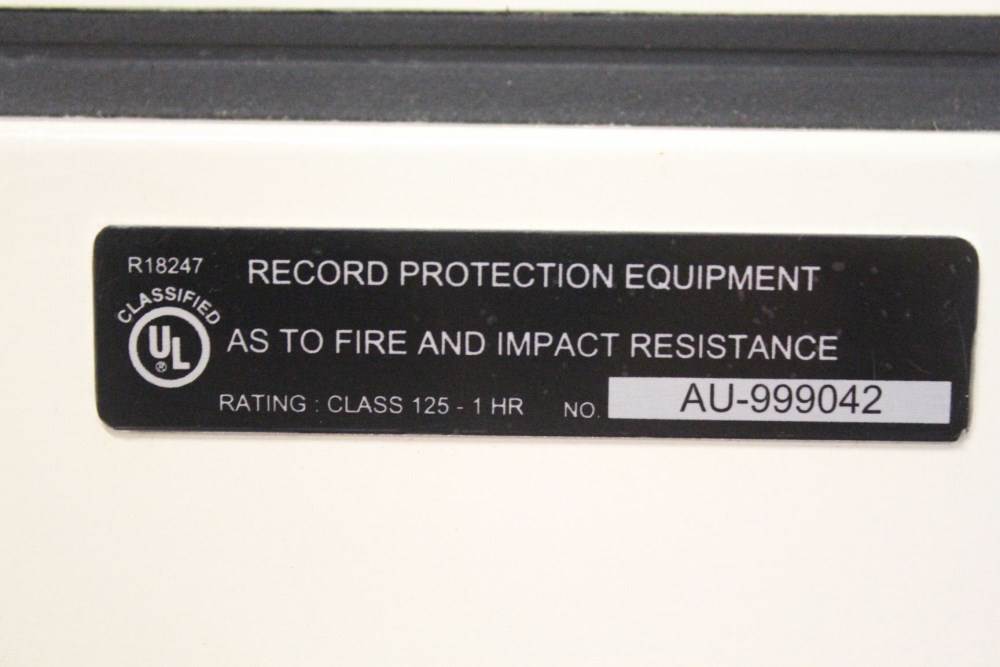 R18247
RECORD PROTECTION EQUIPMENT
CLASSIFIED
UL
®
AS TO FIRE AND IMPACT RESISTANCE
RATING : CLASS 125 - 1 HR NO. AU-999042